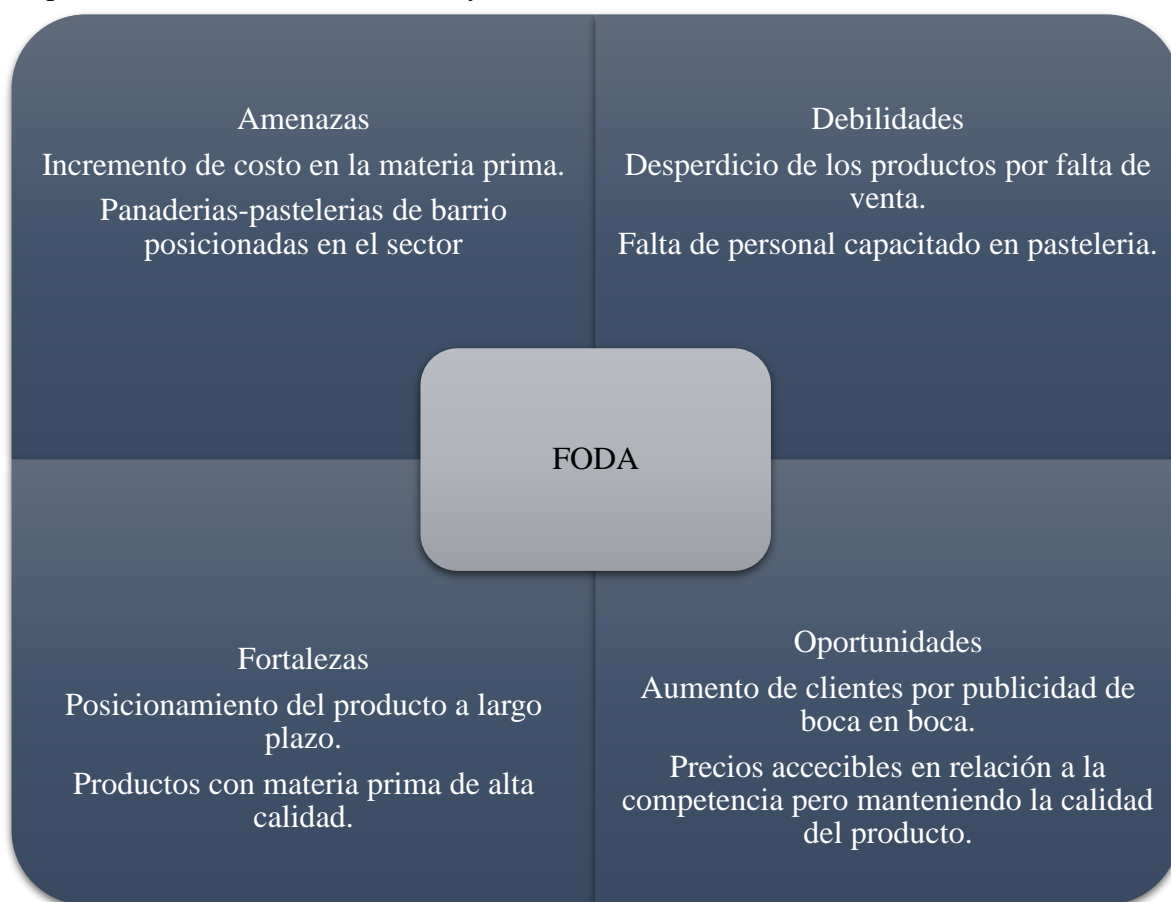 Amenazas
Incremento de costo en la materia prima.
Panaderias-pastelerias de barrio
posicionadas en el sector
Debilidades
Desperdicio de los productos por falta de
venta.
Falta de personal capacitado en pasteleria.
FODA
Fortalezas
Posicionamiento del producto a largo
plazo.
Productos con materia prima de alta
calidad.
Oportunidades
Aumento de clientes por publicidad de
boca en boca.
Precios accecibles en relación a la
competencia pero manteniendo la calidad
del producto.